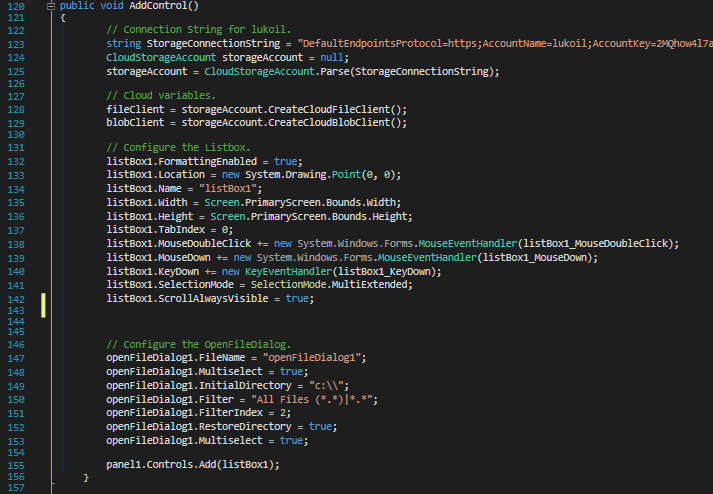 120 public void AddControl()
121 {
122 // Connection String for lukoil.
123 string StorageConnectionString = "DefaultEndpointsProtocol=https;AccountName=lukoil;AccountKey=2MQhow4l7a
124 CloudStorageAccount storageAccount = null;
125 storageAccount = CloudStorageAccount.Parse(StorageConnectionString);
126
127 // Cloud variables.
128 fileClient = storageAccount.CreateCloudFileClient();
129 blobClient = storageAccount.CreateCloudBlobClient();
130
131 // Configure the Listbox.
132 listBox1.FormattingEnabled = true;
133 listBox1.Location = new System.Drawing.Point(0, 0);
134 listBox1.Name = "listBox1";
135 listBox1.Width = Screen.PrimaryScreen.Bounds.Width;
136 listBox1.Height = Screen.PrimaryScreen.Bounds.Height;
137 listBox1.TabIndex = 0;
138 listBox1.MouseDoubleClick += new System.Windows.Forms.MouseEventHandler(listBox1_MouseDoubleClick);
139 listBox1.MouseDown += new System.Windows.Forms.MouseEventHandler(listBox1_MouseDown);
140 listBox1.KeyDown += new KeyEventHandler(listBox1_KeyDown);
141 listBox1.SelectionMode = SelectionMode.MultiExtended;
142 listBox1.ScrollAlwaysVisible = true;
143
144
145
146 // Configure the OpenFileDialog.
147 openFileDialog1.FileName = "openFileDialog1";
148 openFileDialog1.Multiselect = true;
149 openFileDialog1.InitialDirectory = "c:\\";
150 openFileDialog1.Filter = "All Files (*.*)|*.*";
151 openFileDialog1.FilterIndex = 2;
152 openFileDialog1.RestoreDirectory = true;
153 openFileDialog1.Multiselect = true;
154
155 panel1.Controls.Add(listBox1);
156 }
157